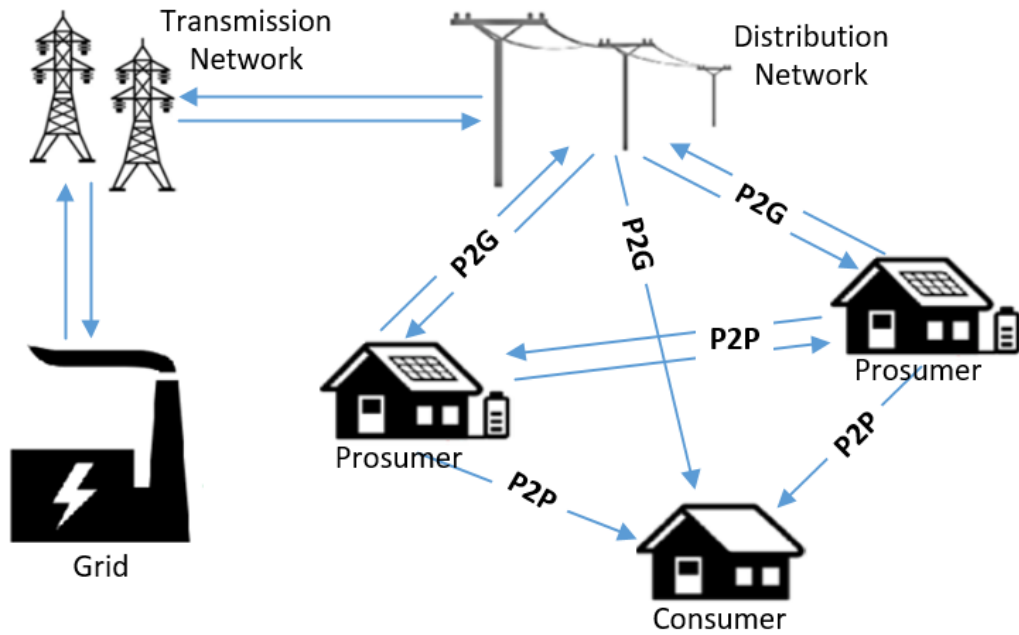 Transmission
Network
Distribution
Network
P2G
P2G
P2G
P2P
Prosumer
Prosumer
P2P
P2P
Grid
Consumer